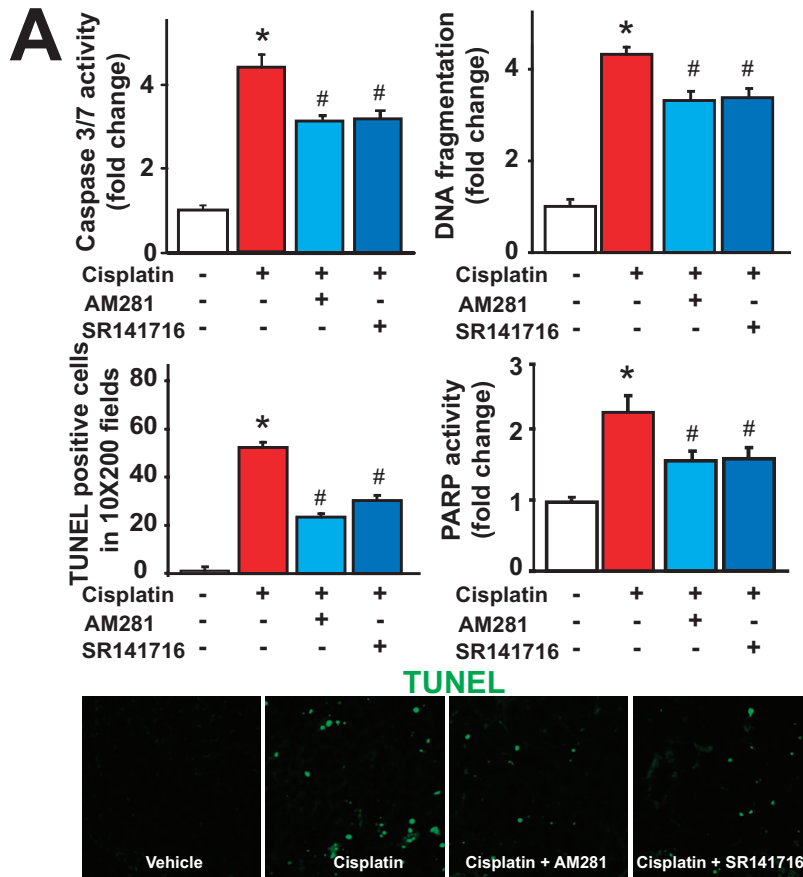 A
Caspase 3/7 activity
(fold change)
4
2
0
*
#
#
Cisplatin - + + +
AM281 - - + -
SR141716 - - - +
DNA fragmentation
(fold change)
4
2
0
*
#
#
Cisplatin - + + +
AM281 - - + -
SR141716 - - - +
TUNEL positive cells
in 10X200 fields
80
60
40
20
0
*
#
#
Cisplatin - + + +
AM281 - - + -
SR141716 - - - +
PARP activity
(fold change)
3
2
1
0
*
#
#
Cisplatin - + + +
AM281 - - + -
SR141716 - - - +
TUNEL
Vehicle
Cisplatin
Cisplatin + AM281
Cisplatin + SR141716